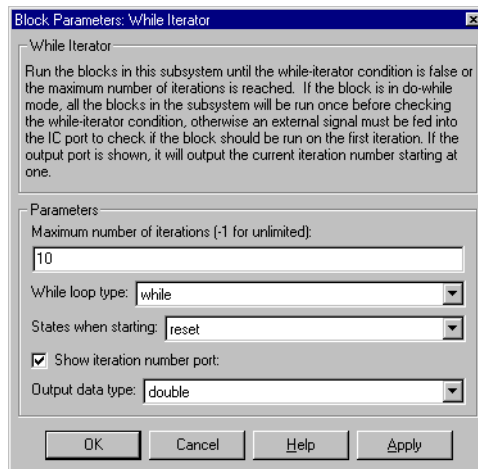 Block Parameters: While Iterator
While Iterator
Run the blocks in this subsystem until the while-iterator condition is false or
the maximum number of iterations is reached.  If the block is in do-while
mode, all the blocks in the subsystem will be run once before checking
the while-iterator condition, otherwise an external signal must be fed into
the IC port to check if the block should be run on the first iteration. If the
output port is shown, it will output the current iteration number starting at
one.
Parameters
Maximum number of iterations (-1 for unlimited):
10
While loop type: while
States when starting: reset
Show iteration number port:
Output data type: double
OK Cancel Help Apply